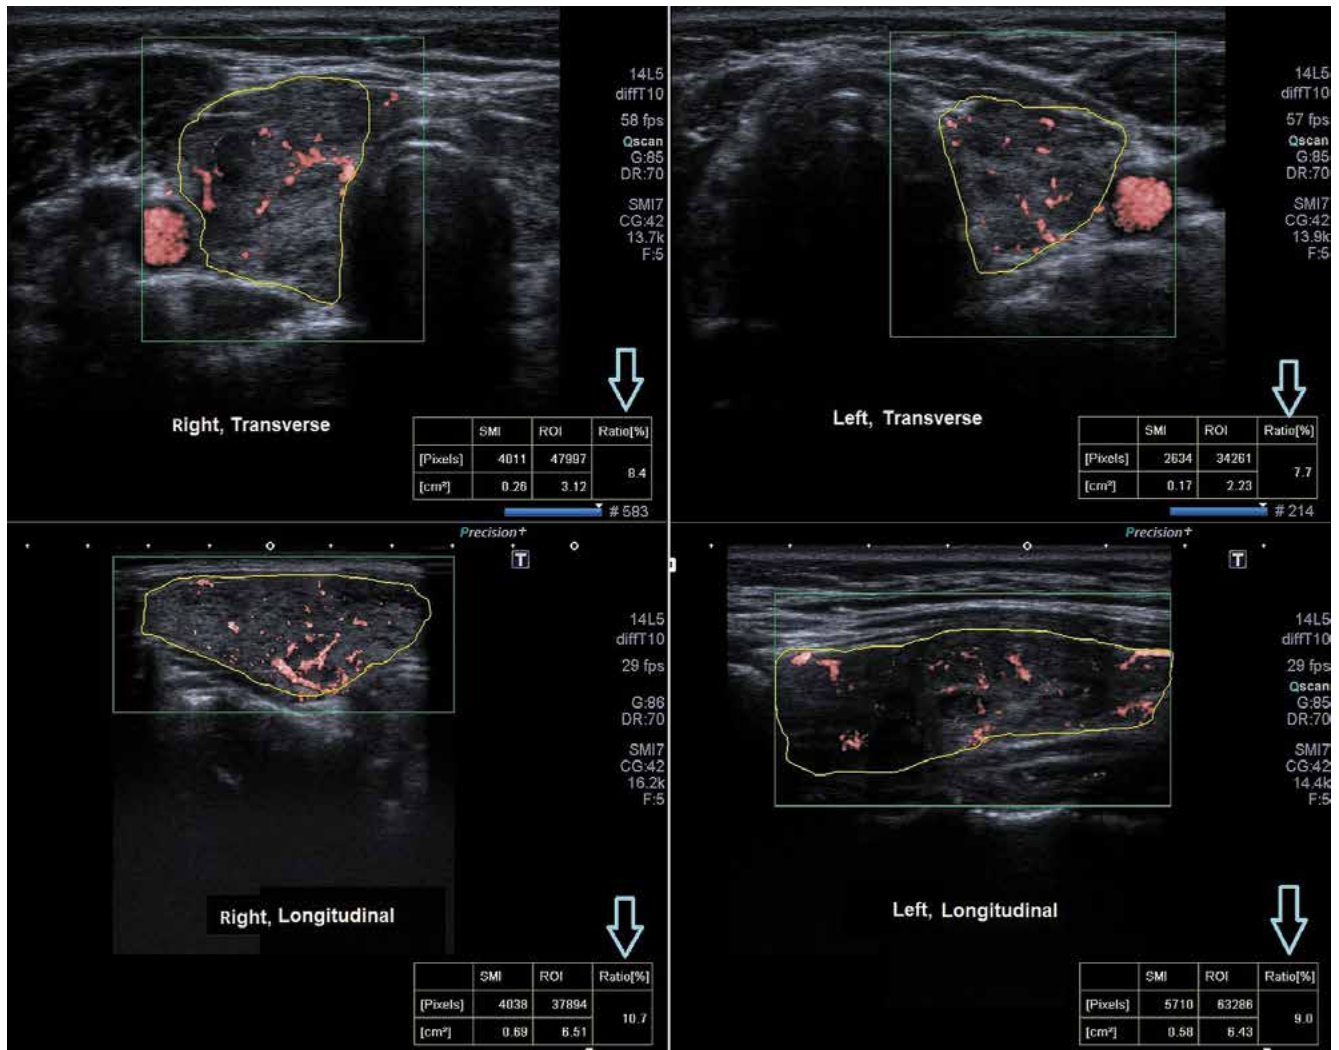 14L5
diffT10
58 fps
Qscan
G:85
DR:70
SMI7
CG:42
13.7k
F:5
Right, Transverse
SMI ROI Ratio[%]
[Pixels] 4011 47997 8.4
[cm²] 0.26 3.12
# 583
14L5
diffT10
57 fps
Qscan
G:85
DR:70
SMI7
CG:42
13.9k
F:5
Left, Transverse
SMI ROI Ratio[%]
[Pixels] 2634 34261 7.7
[cm²] 0.17 2.23
# 214
Precision+
T
14L5
diffT10
29 fps
G:86
DR:70
SMI7
CG:42
16.2k
F:5
Right, Longitudinal
SMI ROI Ratio[%]
[Pixels] 4038 37894 10.7
[cm²] 0.69 6.51
Precision+
T
14L5
diffT10
29 fps
Qscan
G:85
DR:70
SMI7
CG:42
14.4k
F:5
Left, Longitudinal
SMI ROI Ratio[%]
[Pixels] 5710 63286 9.0
[cm²] 0.58 6.43